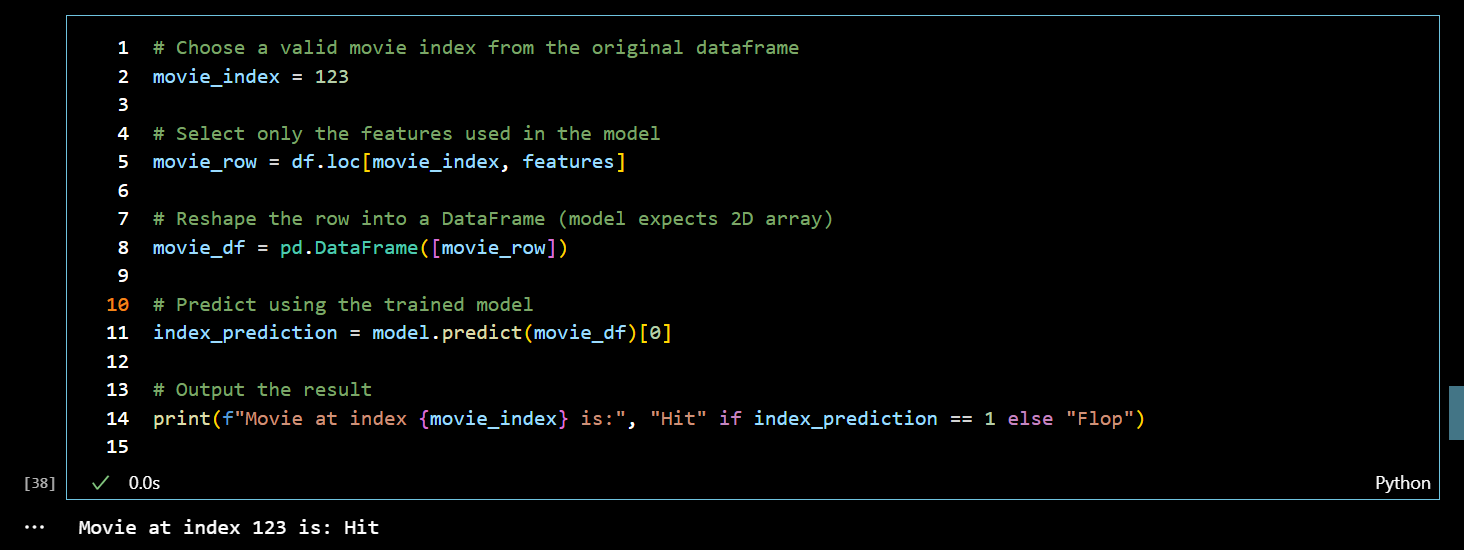 1 # Choose a valid movie index from the original dataframe
2 movie_index = 123
3
4 # Select only the features used in the model
5 movie_row = df.loc[movie_index, features]
6
7 # Reshape the row into a DataFrame (model expects 2D array)
8 movie_df = pd.DataFrame([movie_row])
9
10 # Predict using the trained model
11 index_prediction = model.predict(movie_df)[0]
12
13 # Output the result
14 print(f"Movie at index {movie_index} is:", "Hit" if index_prediction == 1 else "Flop")
15
[38] ✓ 0.0s Python
··· Movie at index 123 is: Hit